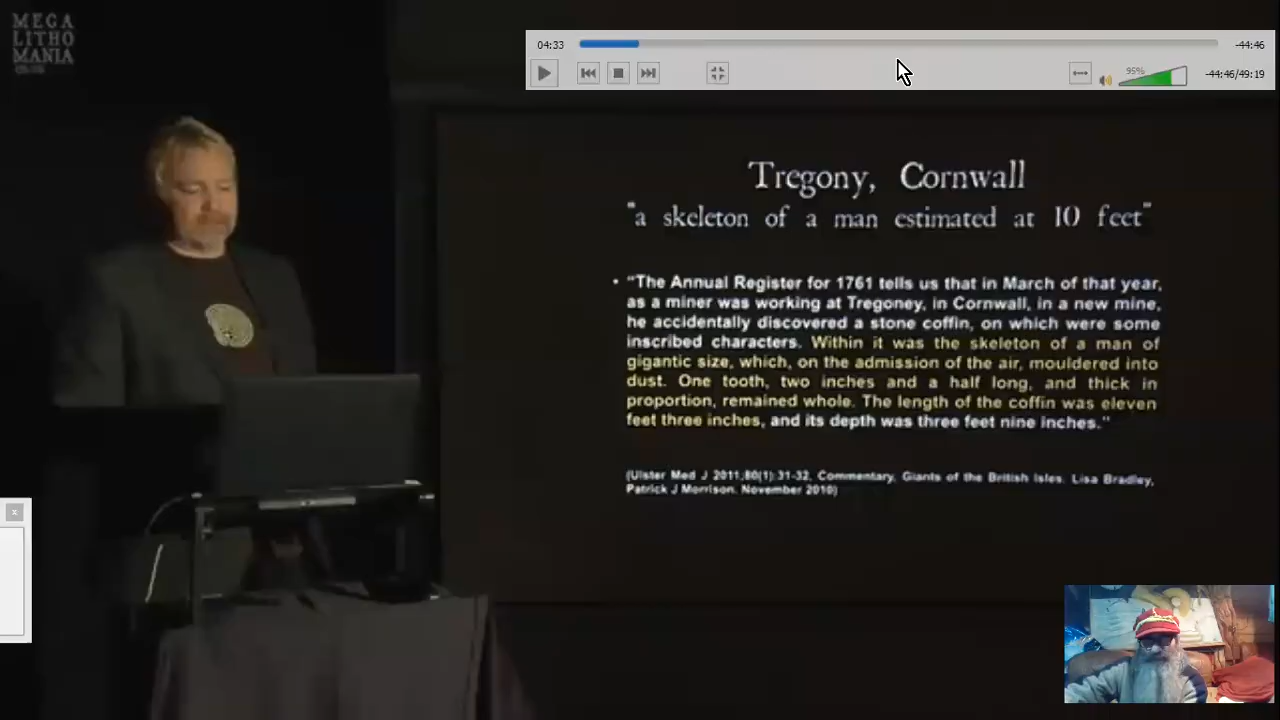 MEGA
LITHO
MANIA
04:33
-44:46
95%
-44:46/49:19
Tregony, Cornwall
"a skeleton of a man estimated at 10 feet"
• "The Annual Register for 1761 tells us that in March of that year,
as a miner was working at Tregoney, in Cornwall, in a new mine,
he accidentally discovered a stone coffin, on which were some
inscribed characters. Within it was the skeleton of a man of
gigantic size, which, on the admission of the air, mouldered into
dust. One tooth, two inches and a half long, and thick in
proportion, remained whole. The length of the coffin was eleven
feet three inches, and its depth was three feet nine inches."
(Ulster Med J 2011;80(1):31-32, Commentary, Giants of the British Isles. Lisa Bradley,
Patrick J Morrison. November 2010)
x